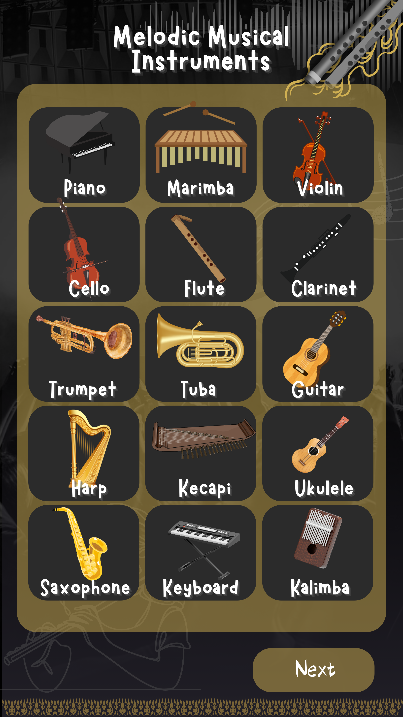 Melodic Musical
Instruments
Piano
Marimba
Violin
Cello
Flute
Clarinet
Trumpet
Tuba
Guitar
Harp
Kecapi
Ukulele
Saxophone
Keyboard
Kalimba
Next